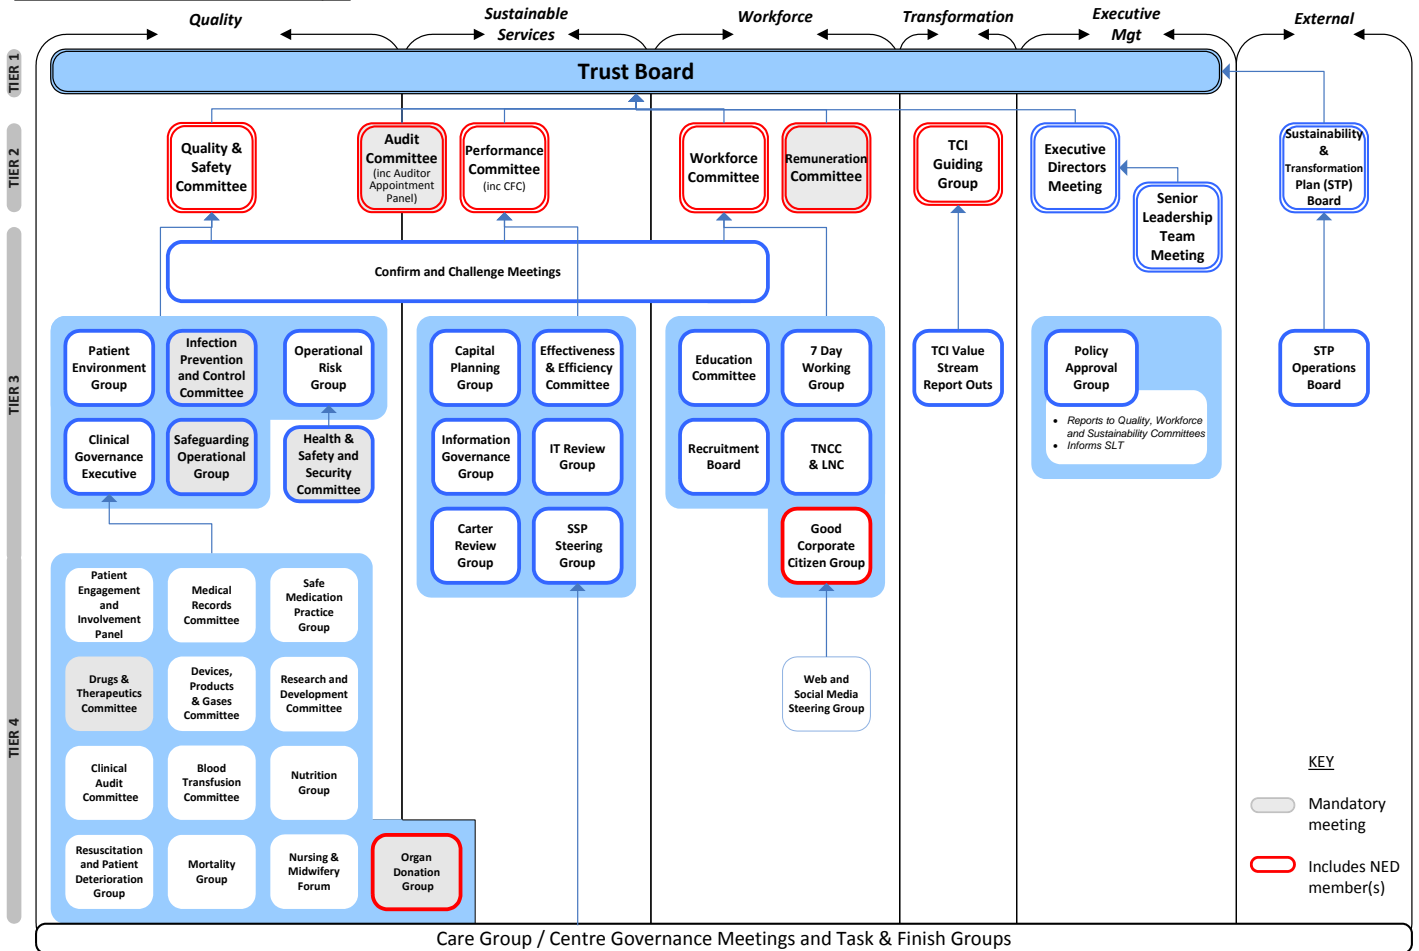 Quality
Sustainable
Services
Workforce
Transformation
Executive
Mgt
External
TIER 1
Trust Board
TIER 2
Quality &
Safety
Committee
Audit
Committee
(inc Auditor
Appointment
Panel)
Performance
Committee
(inc CFC)
Workforce
Committee
Remuneration
Committee
TCI
Guiding
Group
Executive
Directors
Meeting
Senior
Leadership
Team
Meeting
Sustainability
&
Transformation
Plan (STP)
Board
Confirm and Challenge Meetings
TIER 3
Patient
Environment
Group
Infection
Prevention
and Control
Committee
Operational
Risk
Group
Capital
Planning
Group
Effectiveness
& Efficiency
Committee
Education
Committee
7 Day
Working
Group
TCI Value
Stream
Report Outs
Policy
Approval
Group
• Reports to Quality, Workforce
and Sustainability Committees
• Informs SLT
STP
Operations
Board
Clinical
Governance
Executive
Safeguarding
Operational
Group
Health &
Safety and
Security
Committee
Information
Governance
Group
IT Review
Group
Recruitment
Board
TNCC
& LNC
Carter
Review
Group
SSP
Steering
Group
Good
Corporate
Citizen Group
TIER 4
Patient
Engagement
and
Involvement
Panel
Medical
Records
Committee
Safe
Medication
Practice
Group
Drugs &
Therapeutics
Committee
Devices,
Products
& Gases
Committee
Research and
Development
Committee
Web and
Social Media
Steering Group
Clinical
Audit
Committee
Blood
Transfusion
Committee
Nutrition
Group
Resuscitation
and Patient
Deterioration
Group
Mortality
Group
Nursing &
Midwifery
Forum
Organ
Donation
Group
KEY
Mandatory
meeting
Includes NED
member(s)
Care Group / Centre Governance Meetings and Task & Finish Groups